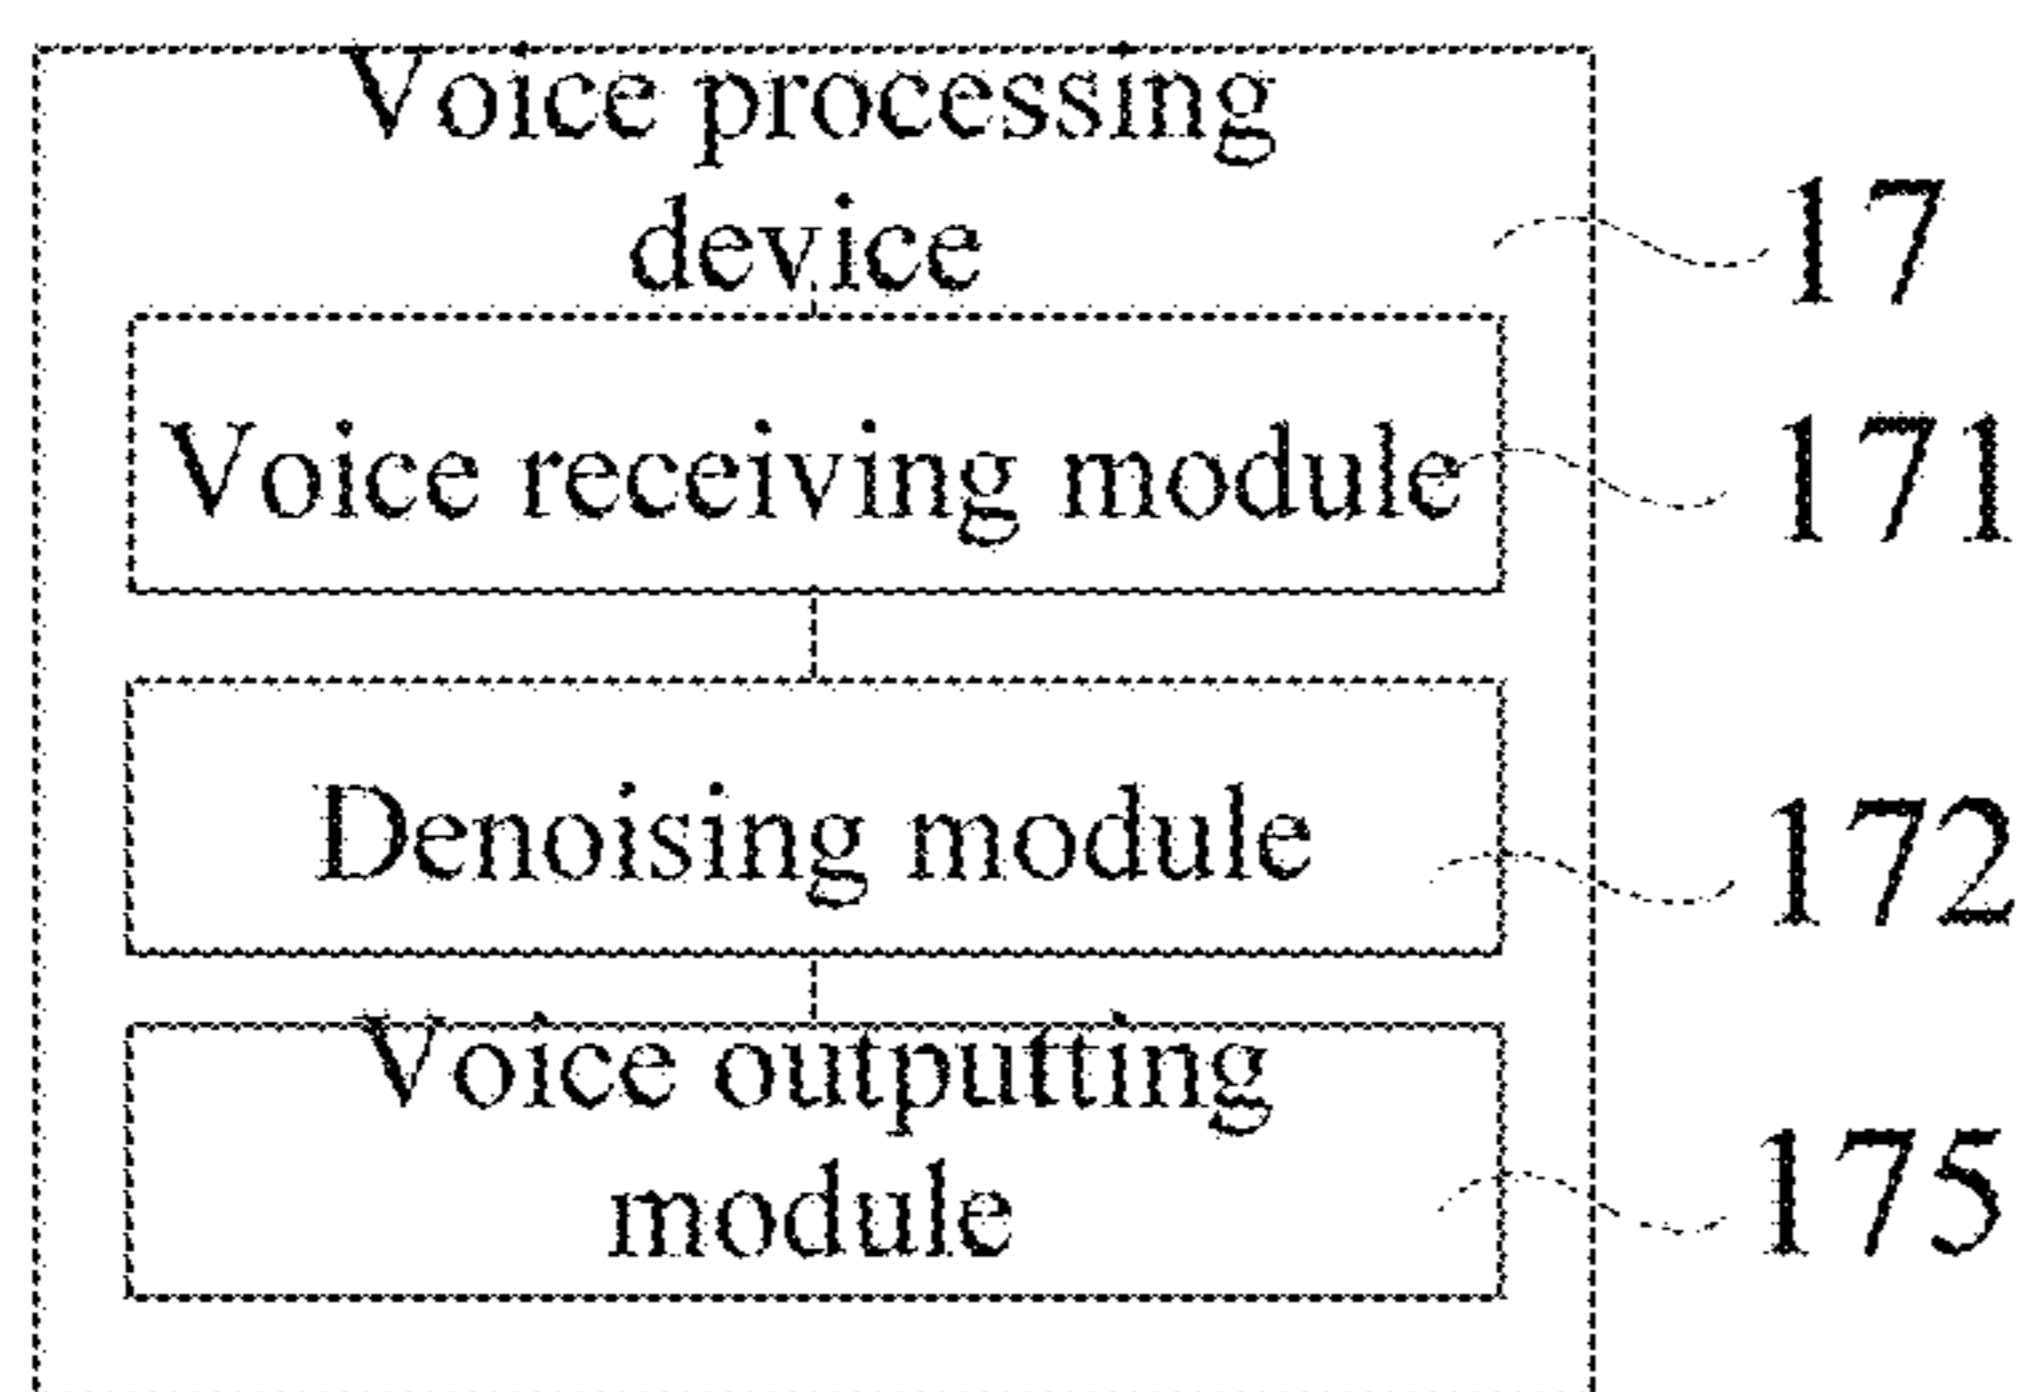 Voice processing
device
17
Voice receiving module
171
Denoising module
172
Voice outputting
module
175